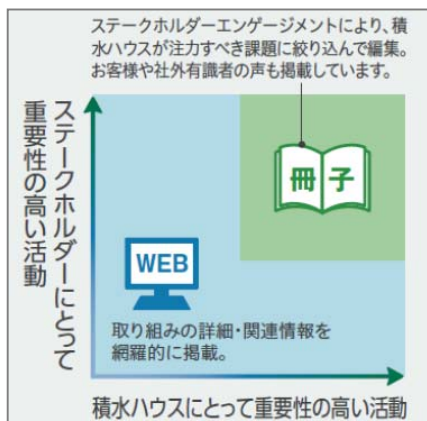 ステークホルダーエンゲージメントにより、積
水ハウスが注力すべき課題に絞り込んで編集。
お客様や社外有識者の声も掲載しています。
ステークホルダーにとって
重要性の高い活動
冊子
WEB
取り組みの詳細・関連情報を
網羅的に掲載。
積水ハウスにとって重要性の高い活動